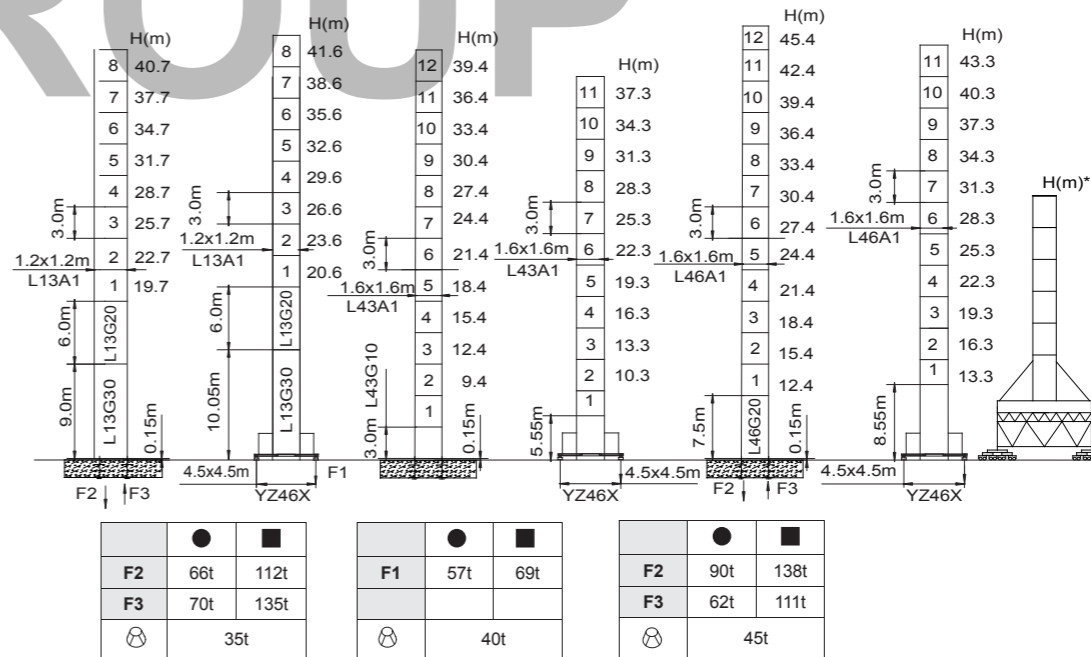 ROUP
H(m)
8 40.7
7 37.7
6 34.7
5 31.7
4 28.7
3 25.7
2 22.7
1 19.7
3.0m
1.2x1.2m
L13A1
6.0m
L13G20
9.0m
L13G30
0.15m
F2
F3
H(m)
8 41.6
7 38.6
6 35.6
5 32.6
4 29.6
3 26.6
2 23.6
1 20.6
3.0m
1.2x1.2m
L13A1
6.0m
L13G20
10.05m
L13G30
4.5x4.5m
F1
YZ46X
H(m)
12 39.4
11 36.4
10 33.4
9 30.4
8 27.4
7 24.4
6 21.4
5 18.4
4 15.4
3 12.4
2 9.4
1
3.0m
1.6x1.6m
L43A1
L43G10
3.0m
0.15m
H(m)
11 37.3
10 34.3
9 31.3
8 28.3
7 25.3
6 22.3
5 19.3
4 16.3
3 13.3
2 10.3
1
3.0m
1.6x1.6m
L43A1
5.55m
4.5x4.5m
YZ46X
H(m)
12 45.4
11 42.4
10 39.4
9 36.4
8 33.4
7 30.4
6 27.4
5 24.4
4 21.4
3 18.4
2 15.4
1 12.4
3.0m
1.6x1.6m
L46A1
7.5m
L46G20
0.15m
F2
F3
H(m)
11 43.3
10 40.3
9 37.3
8 34.3
7 31.3
6 28.3
5 25.3
4 22.3
3 19.3
2 16.3
1 13.3
3.0m
1.6x1.6m
L46A1
8.55m
4.5x4.5m
YZ46X
H(m)*
F2 66t 112t
F3 70t 135t
35t
F1 57t 69t
40t
F2 90t 138t
F3 62t 111t
45t